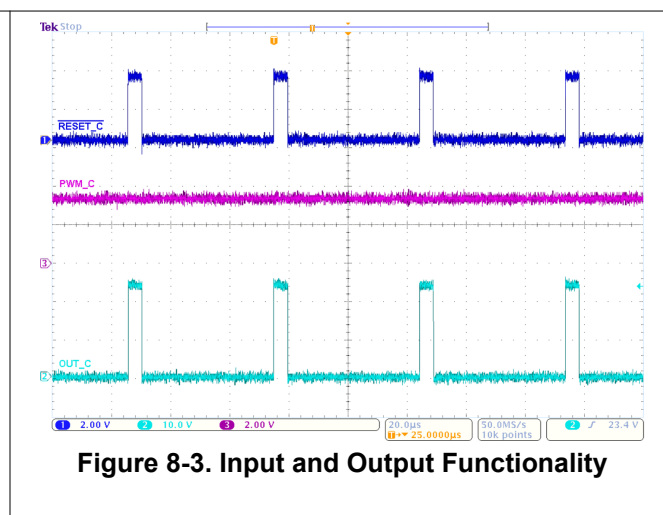 Tek Stop
T
T
RESET_C
1
PWM_C
3
OUT_C
2
1 2.00 V 2 10.0 V 3 2.00 V
20.0µs
T→▼ 25.0000µs
50.0MS/s
10k points
2 ∫ 23.4 V
Figure 8-3. Input and Output Functionality